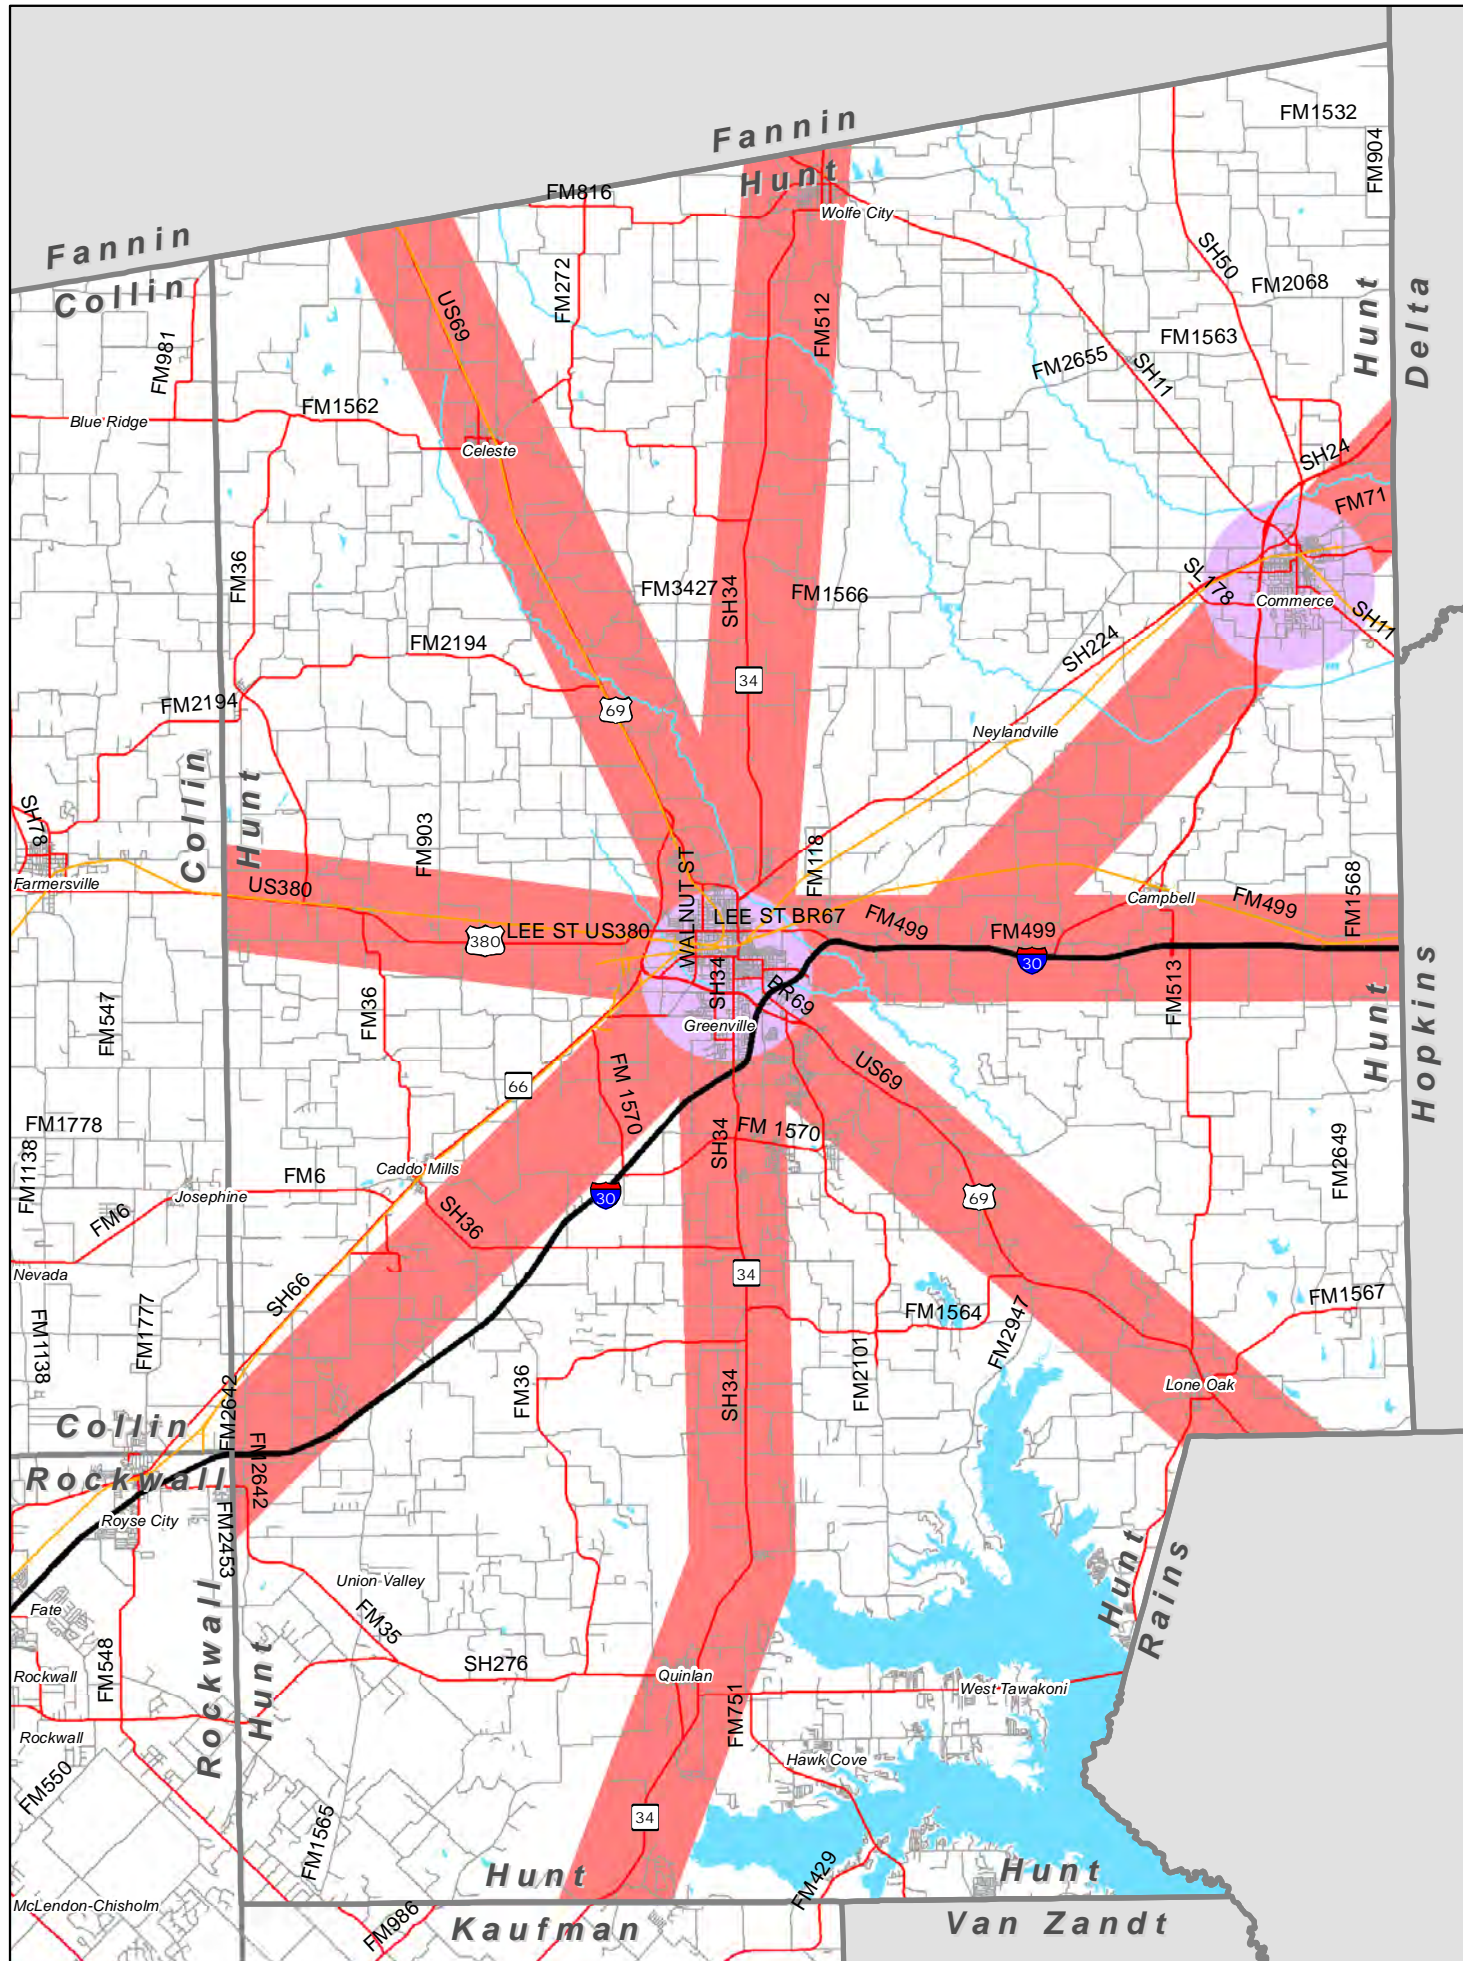 FM1532
Fannin
FM904
Hunt
FM816
Wolfe City
Fannin
SH50
Collin
FM272
FM2068
Hunt
Delta
US69
FM512
FM1563
FM981
FM2655
SH11
FM1562
Blue Ridge
Celeste
SH24
FM71
FM36
FM3427
SH34
FM1566
SL178
Commerce
SH11
FM2194
SH224
34
FM2194
69
Neylandville
Collin
Hunt
SH78
FM903
WALNUT ST
FM118
Farmersville
US380
Campbell
FM499
FM1568
LEE ST BR67
FM499
FM499
LEE ST US380
380
30
SH34
BR69
FM513
Hunt
Hopkins
FM547
FM36
Greenville
US69
66
FM 1570
FM1778
FM 1570
SH34
FM1138
FM2649
Caddo Mills
FM6
Josephine
30
69
FM6
SH36
Nevada
34
SH66
FM1567
FM1564
FM1138
FM1777
FM2947
FM2101
FM36
SH34
Lone Oak
FM2642
Collin
Rockwall
FM2642
Royse City
FM2453
Hunt
Rains
Union Valley
Fate
FM35
Rockwall
Hunt
FM548
SH276
Rockwall
Quinlan
West Tawakoni
FM751
Rockwall
Hawk Cove
FM550
34
FM1565
Hunt
Hunt
FM429
McLendon-Chisholm
FM986
Kaufman
Van Zandt